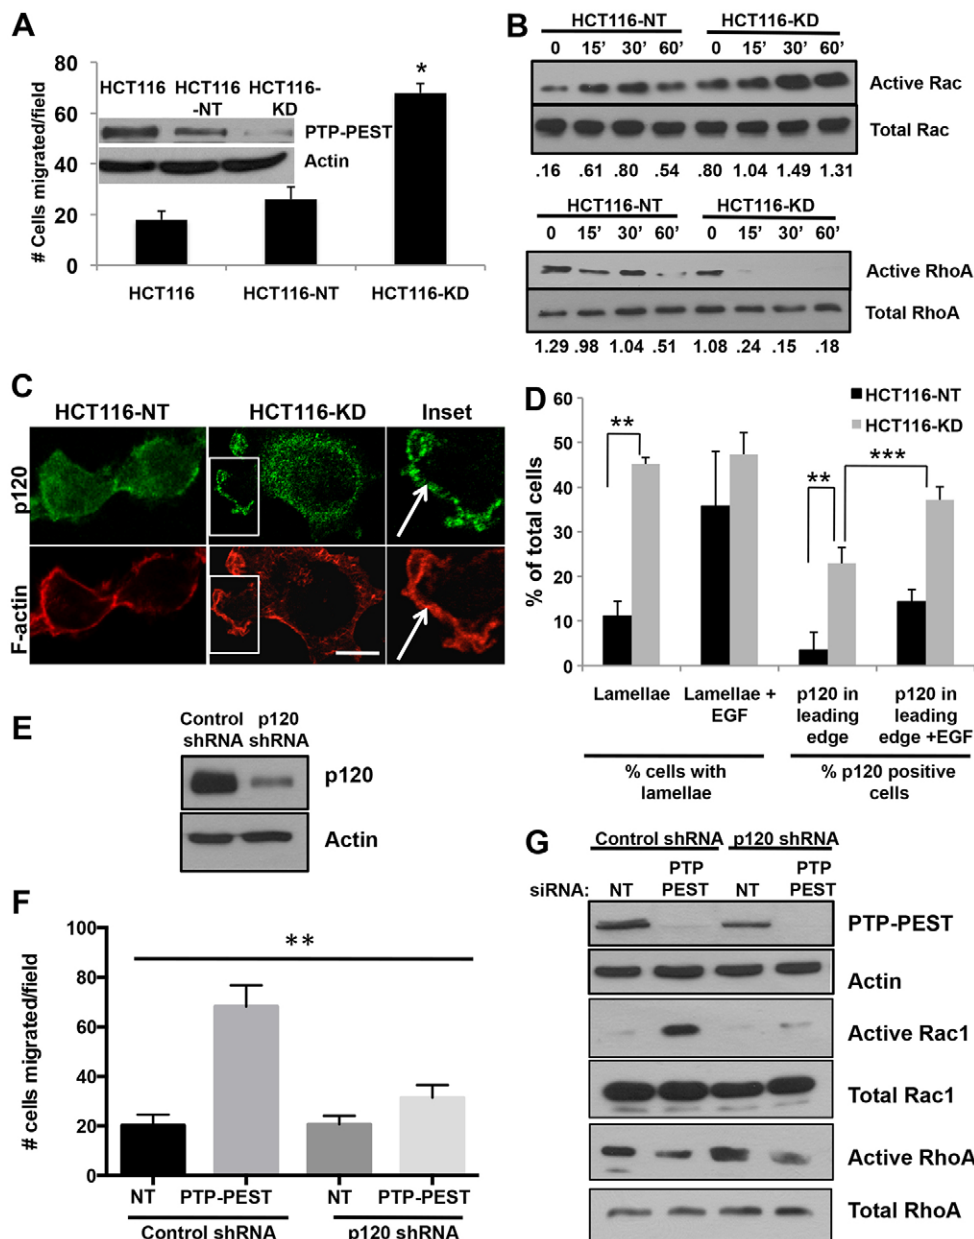 A
# Cells migrated/field
80
60
40
20
0
HCT116 HCT116-NT HCT116-KD
PTP-PEST
Actin
*
HCT116 HCT116-NT HCT116-KD
B
HCT116-NT HCT116-KD
0 15’ 30’ 60’ 0 15’ 30’ 60’
Active Rac
Total Rac
.16 .61 .80 .54 .80 1.04 1.49 1.31
HCT116-NT HCT116-KD
0 15’ 30’ 60’ 0 15’ 30’ 60’
Active RhoA
Total RhoA
1.29 .98 1.04 .51 1.08 .24 .15 .18
C
HCT116-NT HCT116-KD Inset
p120
F-actin
D
HCT116-NT
HCT116-KD
% of total cells
60
50
40
30
20
10
0
** ** ***
Lamellae
Lamellae + EGF
p120 in leading edge
p120 in leading edge +EGF
% cells with lamellae
% p120 positive cells
E
Control shRNA
p120 shRNA
p120
Actin
F
# cells migrated/field
100
80
60
40
20
0
**
NT PTP-PEST NT PTP-PEST
Control shRNA p120 shRNA
G
Control shRNA p120 shRNA
siRNA: NT PTP PEST NT PTP PEST
PTP-PEST
Actin
Active Rac1
Total Rac1
Active RhoA
Total RhoA